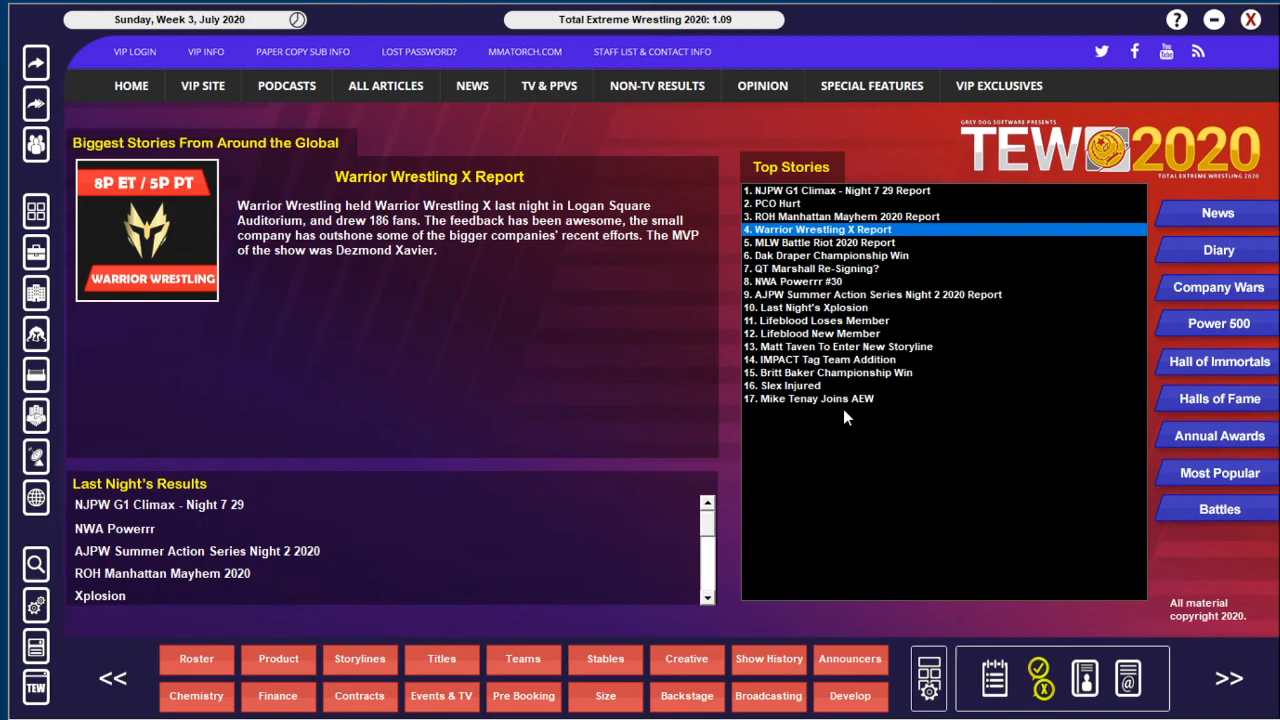 Sunday, Week 3, July 2020
Total Extreme Wrestling 2020: 1.09
?
X
VIP LOGIN
VIP INFO
PAPER COPY SUB INFO
LOST PASSWORD?
MMATORCH.COM
STAFF LIST & CONTACT INFO
HOME
VIP SITE
PODCASTS
ALL ARTICLES
NEWS
TV & PPVS
NON-TV RESULTS
OPINION
SPECIAL FEATURES
VIP EXCLUSIVES
Biggest Stories From Around the Global
8P ET / 5P PT
WARRIOR WRESTLING
Warrior Wrestling X Report
Warrior Wrestling held Warrior Wrestling X last night in Logan Square
Auditorium, and drew 186 fans. The feedback has been awesome, the small
company has outshone some of the bigger companies' recent efforts. The MVP
of the show was Dezmond Xavier.
Last Night's Results
NJPW G1 Climax - Night 7 29
NWA Powerrr
AJPW Summer Action Series Night 2 2020
ROH Manhattan Mayhem 2020
Xplosion
GREY DOG SOFTWARE PRESENTS
TEW 2020
TOTAL EXTREME WRESTLING 2020
Top Stories
1. NJPW G1 Climax - Night 7 29 Report
2. PCO Hurt
3. ROH Manhattan Mayhem 2020 Report
4. Warrior Wrestling X Report
5. MLW Battle Riot 2020 Report
6. Dak Draper Championship Win
7. QT Marshall Re-Signing?
8. NWA Powerrr #30
9. AJPW Summer Action Series Night 2 2020 Report
10. Last Night's Xplosion
11. Lifeblood Loses Member
12. Lifeblood New Member
13. Matt Taven To Enter New Storyline
14. IMPACT Tag Team Addition
15. Britt Baker Championship Win
16. Slex Injured
17. Mike Tenay Joins AEW
News
Diary
Company Wars
Power 500
Hall of Immortals
Halls of Fame
Annual Awards
Most Popular
Battles
All material
copyright 2020.
TEW
<<
Roster
Product
Storylines
Titles
Teams
Stables
Creative
Show History
Announcers
Chemistry
Finance
Contracts
Events & TV
Pre Booking
Size
Backstage
Broadcasting
Develop
>>